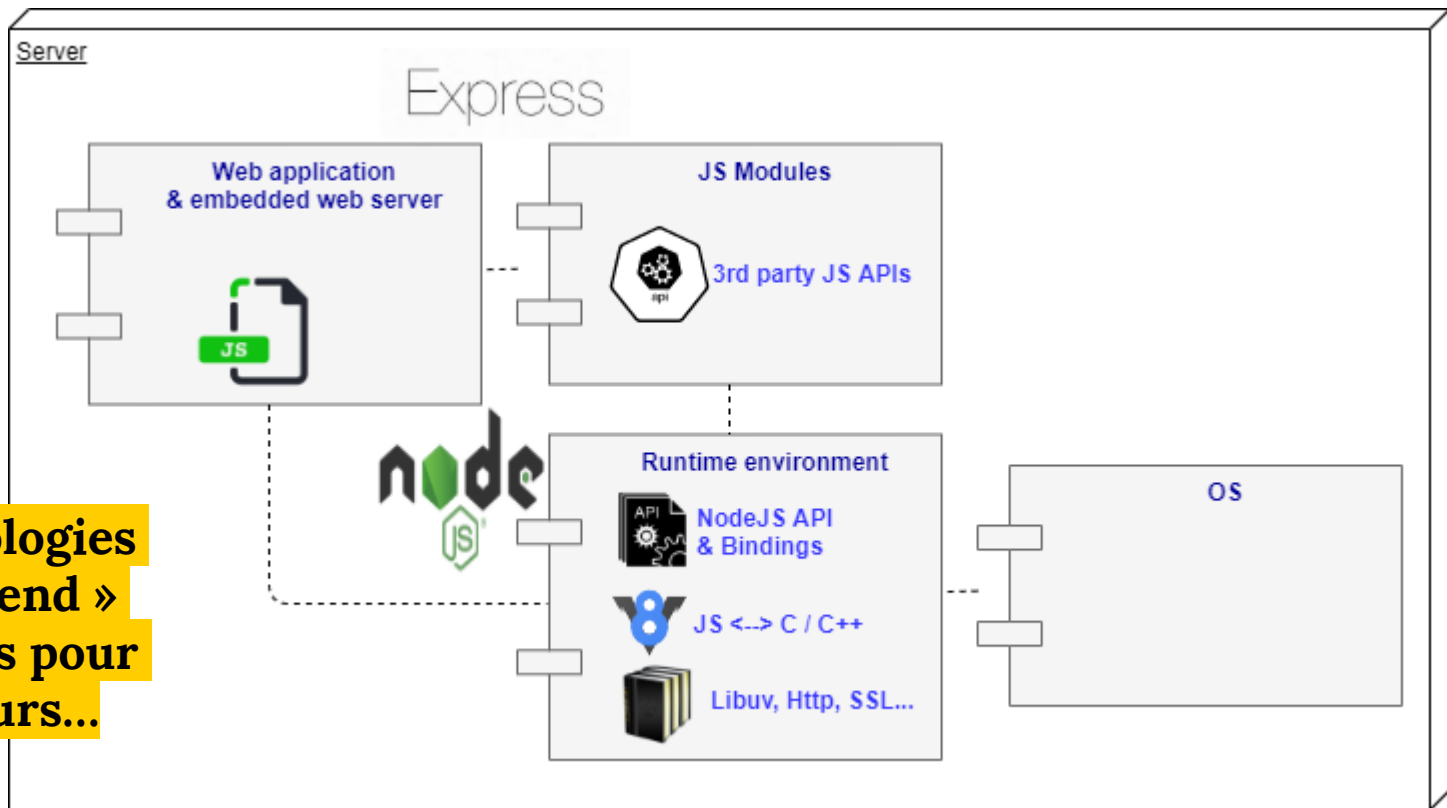 Server
Express
Web application
& embedded web server
JS
JS Modules
api
3rd party JS APIs
node
JS
Runtime environment
API
NodeJS API
& Bindings
8
JS <--> C / C++
Libuv, Http, SSL...
OS
ologies
end »
s pour
urs...